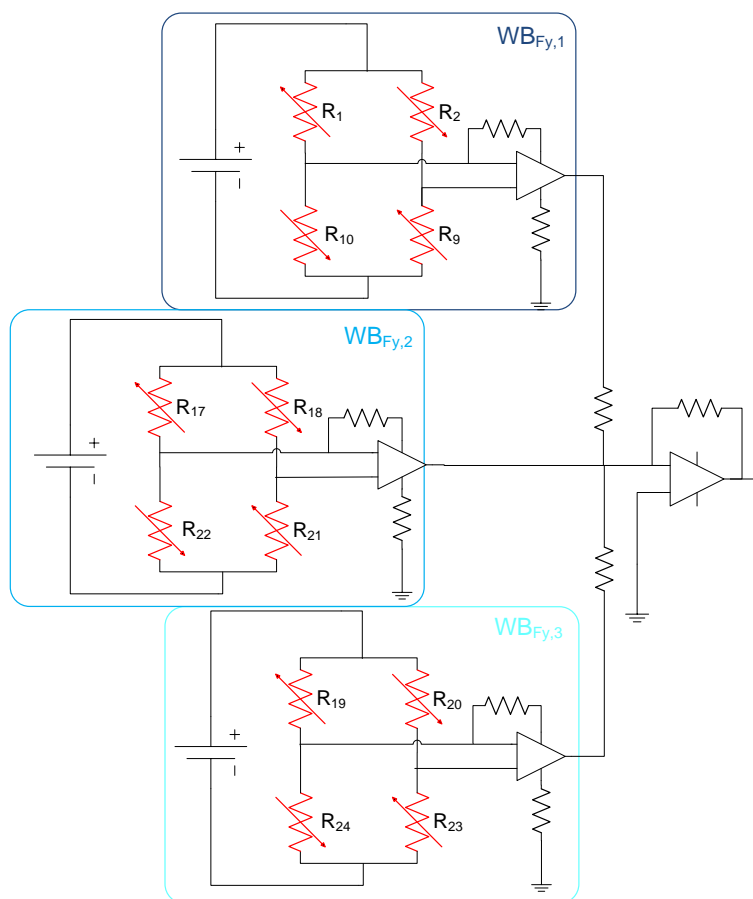 WBFy,1
R1
R2
+
–
R10
R9
WBFy,2
R17
R18
+
–
R22
R21
WBFy,3
R19
R20
+
–
R24
R23